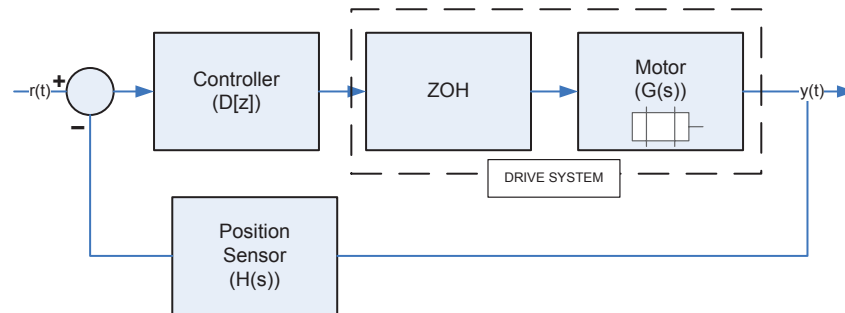 r(t)
+
−
Controller
(D[z])
ZOH
Motor
(G(s))
y(t)
DRIVE SYSTEM
Position
Sensor
(H(s))